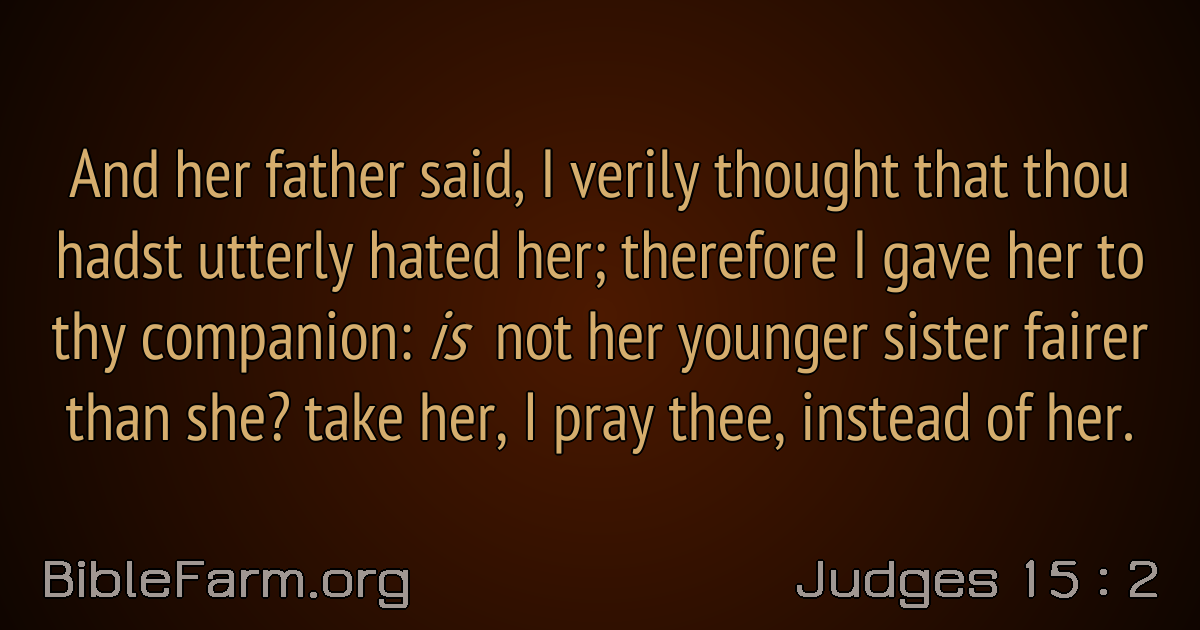 And her father said, I verily thought that thou
hadst utterly hated her; therefore I gave her to
thy companion: is not her younger sister fairer
than she? take her, I pray thee, instead of her.
BibleFarm.org
Judges 15 : 2